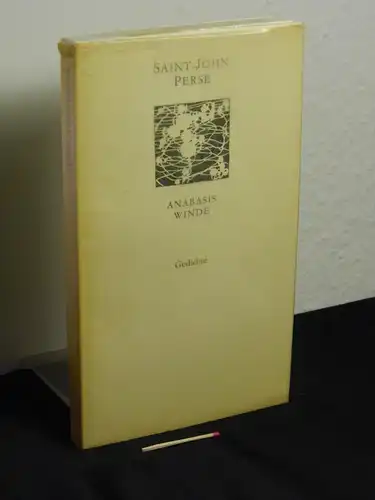 SAINT-JOHN
PERSE
ANABASIS
WINDE
Gedichte